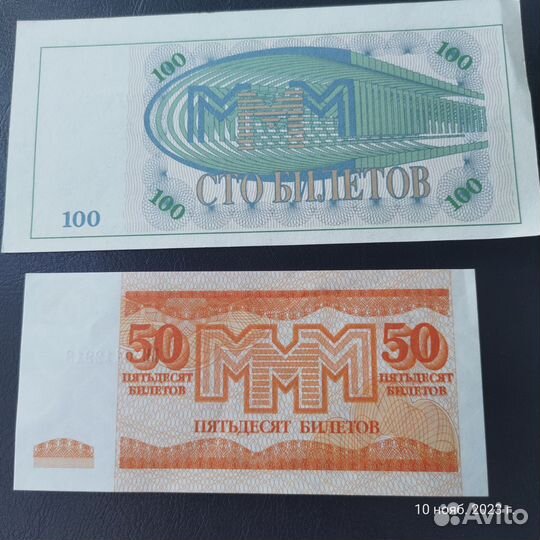 100 100
МММ
СТО БИЛЕТОВ
100 100 100
50 МММ 50
ПЯТЬДЕСЯТ БИЛЕТОВ
ПЯТЬДЕСЯТ БИЛЕТОВ
ПЯТЬДЕСЯТ БИЛЕТОВ
10 нояб. 2023 г.
Avito